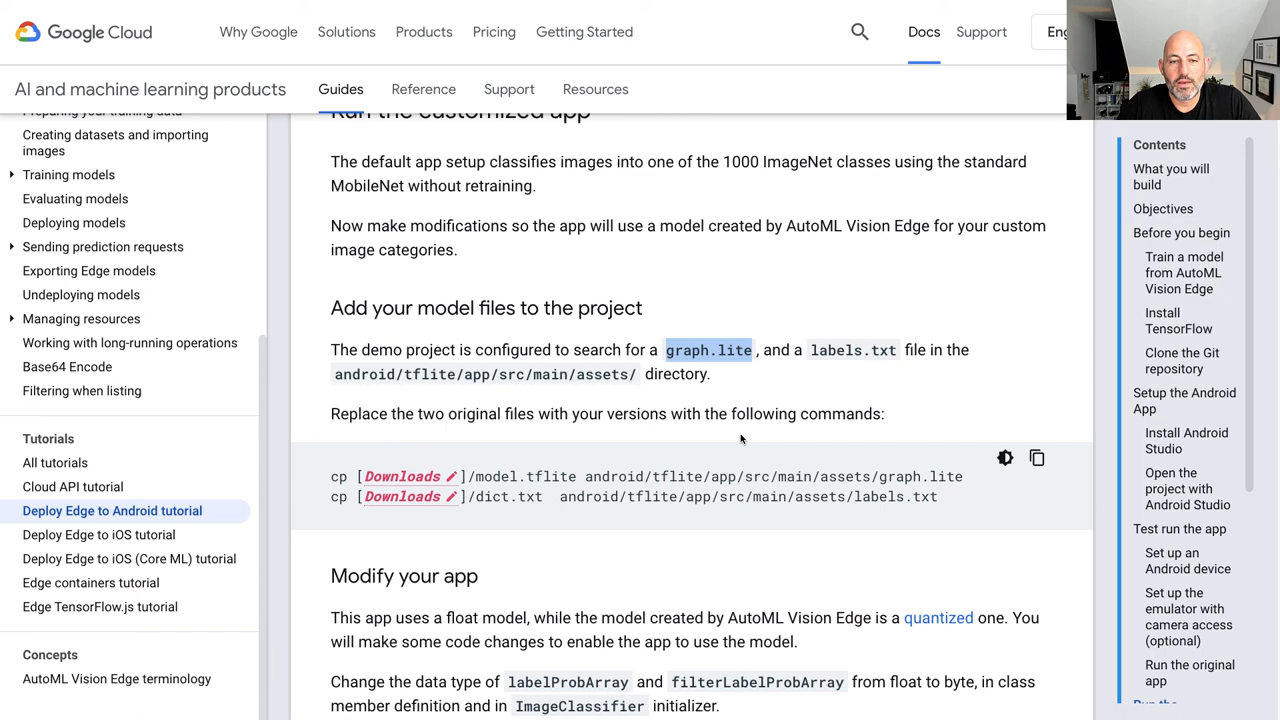 Google Cloud
Why Google
Solutions
Products
Pricing
Getting Started
Docs
Support
AI and machine learning products
Guides
Reference
Support
Resources
Creating datasets and importing
images
Training models
Evaluating models
Deploying models
Sending prediction requests
Exporting Edge models
Undeploying models
Managing resources
Working with long-running operations
Base64 Encode
Filtering when listing
Tutorials
All tutorials
Cloud API tutorial
Deploy Edge to Android tutorial
Deploy Edge to iOS tutorial
Deploy Edge to iOS (Core ML) tutorial
Edge containers tutorial
Edge TensorFlow.js tutorial
Concepts
AutoML Vision Edge terminology
Run the customized app
The default app setup classifies images into one of the 1000 ImageNet classes using the standard
MobileNet without retraining.
Now make modifications so the app will use a model created by AutoML Vision Edge for your custom
image categories.
Add your model files to the project
The demo project is configured to search for a graph.lite , and a labels.txt file in the
android/tflite/app/src/main/assets/ directory.
Replace the two original files with your versions with the following commands:
cp [Downloads]/model.tflite android/tflite/app/src/main/assets/graph.lite
cp [Downloads]/dict.txt android/tflite/app/src/main/assets/labels.txt
Modify your app
This app uses a float model, while the model created by AutoML Vision Edge is a quantized one. You
will make some code changes to enable the app to use the model.
Change the data type of labelProbArray and filterLabelProbArray from float to byte, in class
member definition and in ImageClassifier initializer.
Contents
What you will
build
Objectives
Before you begin
Train a model
from AutoML
Vision Edge
Install
TensorFlow
Clone the Git
repository
Setup the Android
App
Install Android
Studio
Open the
project with
Android Studio
Test run the app
Set up an
Android device
Set up the
emulator with
camera access
(optional)
Run the original
app